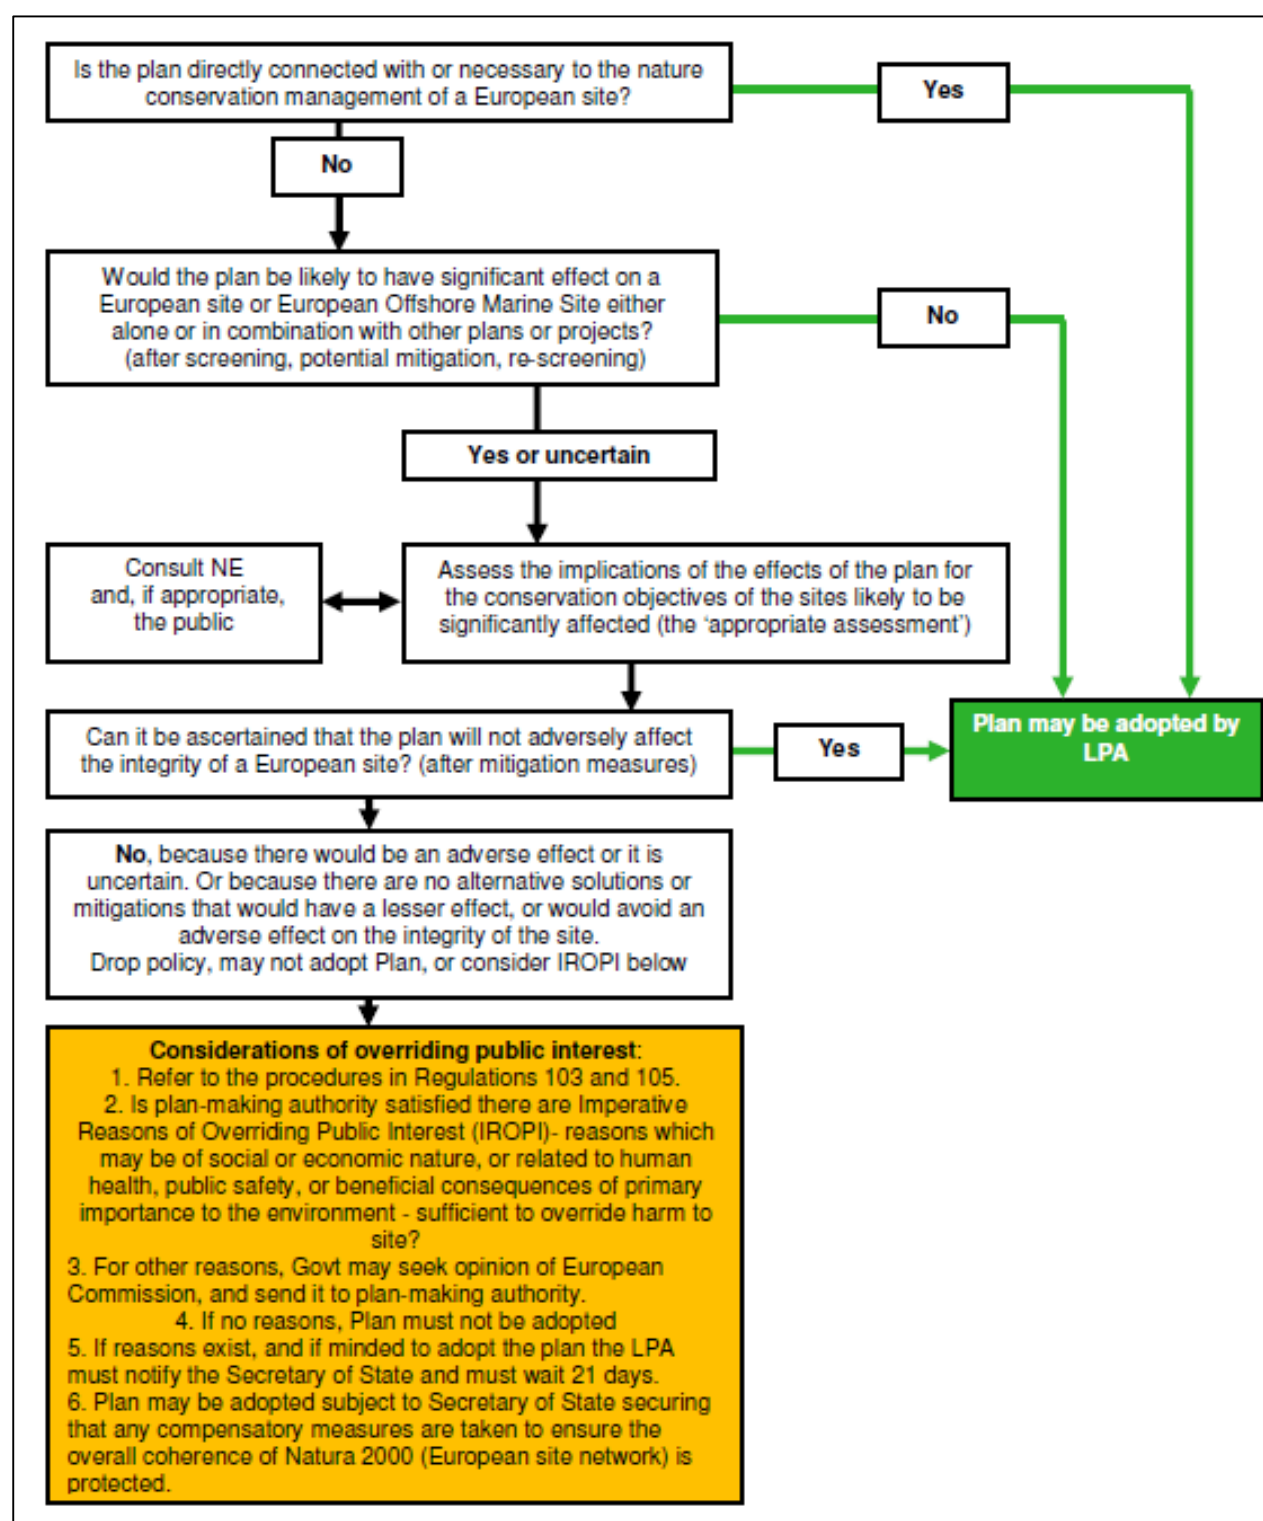 Is the plan directly connected with or necessary to the nature
conservation management of a European site?
Yes
No
Would the plan be likely to have significant effect on a
European site or European Offshore Marine Site either
alone or in combination with other plans or projects?
(after screening, potential mitigation, re-screening)
No
Yes or uncertain
Consult NE
and, if appropriate,
the public
Assess the implications of the effects of the plan for
the conservation objectives of the sites likely to be
significantly affected (the ‘appropriate assessment’)
Can it be ascertained that the plan will not adversely affect
the integrity of a European site? (after mitigation measures)
Yes
Plan may be adopted by
LPA
No, because there would be an adverse effect or it is
uncertain. Or because there are no alternative solutions or
mitigations that would have a lesser effect, or would avoid an
adverse effect on the integrity of the site.
Drop policy, may not adopt Plan, or consider IROPI below
Considerations of overriding public interest:
1. Refer to the procedures in Regulations 103 and 105.
2. Is plan-making authority satisfied there are Imperative
Reasons of Overriding Public Interest (IROPI)- reasons which
may be of social or economic nature, or related to human
health, public safety, or beneficial consequences of primary
importance to the environment - sufficient to override harm to
site?
3. For other reasons, Govt may seek opinion of European
Commission, and send it to plan-making authority.
4. If no reasons, Plan must not be adopted
5. If reasons exist, and if minded to adopt the plan the LPA
must notify the Secretary of State and must wait 21 days.
6. Plan may be adopted subject to Secretary of State securing
that any compensatory measures are taken to ensure the
overall coherence of Natura 2000 (European site network) is
protected.